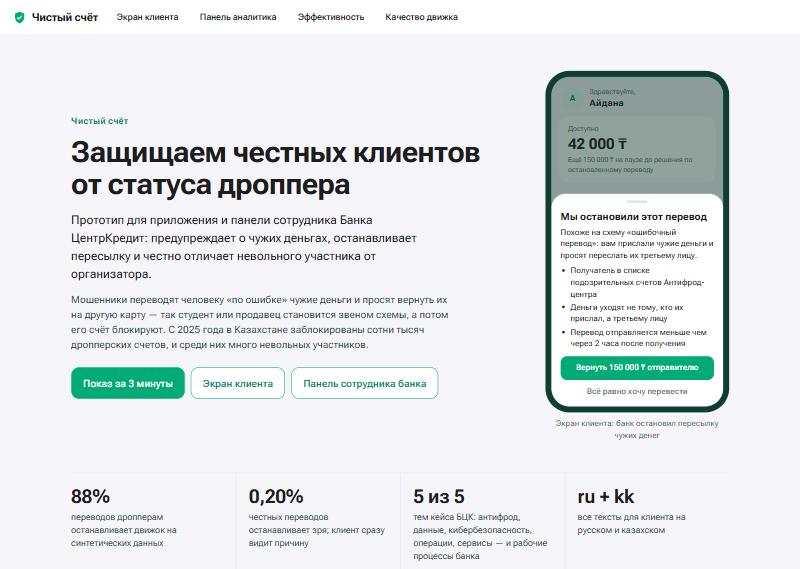 Чистый счёт
Экран клиента
Панель аналитика
Эффективность
Качество движка
Чистый счёт
Защищаем честных клиентов
от статуса дроппера
Прототип для приложения и панели сотрудника Банка
ЦентрКредит: предупреждает о чужих деньгах, останавливает
пересылку и честно отличает невольного участника от
организатора.
Мошенники переводят человеку «по ошибке» чужие деньги и просят вернуть их
на другую карту — так студент или продавец становится звеном схемы, а потом
его счёт блокируют. С 2025 года в Казахстане заблокированы сотни тысяч
дропперских счетов, и среди них много невольных участников.
Показ за 3 минуты
Экран клиента
Панель сотрудника банка
А
Здравствуйте,
Айдана
Доступно
42 000 ₸
Ещё 150 000 ₸ на паузе до решения по
остановленному переводу
Мы остановили этот перевод
Похоже на схему «ошибочный
перевод»: вам прислали чужие деньги и
просят переслать их третьему лицу.
• Получатель в списке
подозрительных счетов Антифрод-
центра
• Деньги уходят не тому, кто их
прислал, а третьему лицу
• Перевод отправляется меньше чем
через 2 часа после получения
Вернуть 150 000 ₸ отправителю
Всё равно хочу перевести
Экран клиента: банк остановил пересылку
чужих денег
88%
переводов дропперам
останавливает движок на
синтетических данных
0,20%
честных переводов
останавливает зря; клиент сразу
видит причину
5 из 5
тем кейса БЦК: антифрод,
данные, кибербезопасность,
операции, сервисы — и рабочие
процессы банка
ru + kk
все тексты для клиента на
русском и казахском